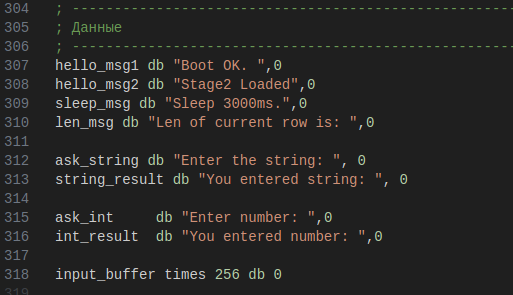 304 ; -----------------------------------------------------
305 ; Данные
306 ; -----------------------------------------------------
307 hello_msg1 db "Boot OK. ",0
308 hello_msg2 db "Stage2 Loaded",0
309 sleep_msg db "Sleep 3000ms.",0
310 len_msg db "Len of current row is: ",0
311
312 ask_string db "Enter the string: ", 0
313 string_result db "You entered string: ", 0
314
315 ask_int     db "Enter number: ",0
316 int_result  db "You entered number: ",0
317
318 input_buffer times 256 db 0
319